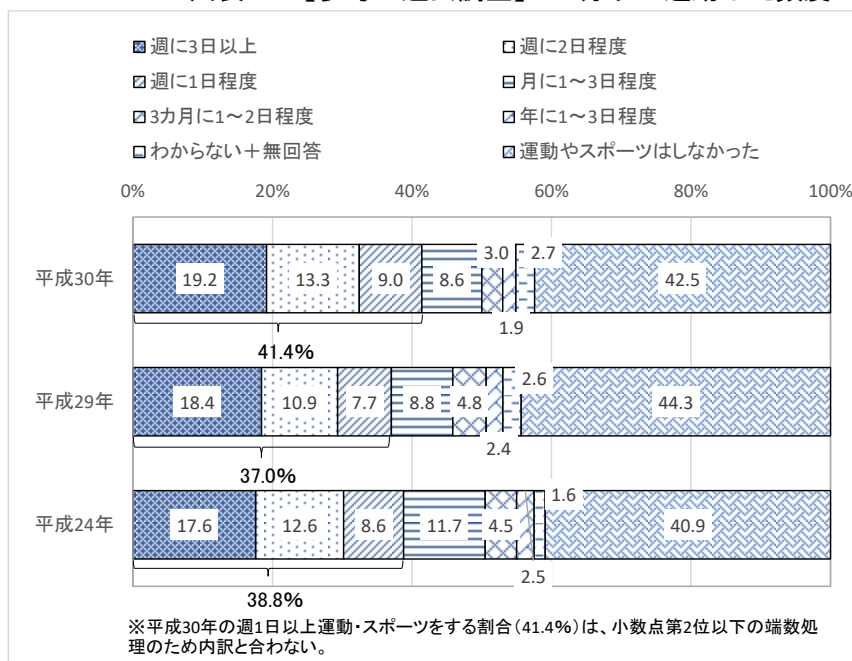 週に3日以上
週に2日程度
週に1日程度
月に1～3日程度
3カ月に1～2日程度
年に1～3日程度
わからない＋無回答
運動やスポーツはしなかった
0% 20% 40% 60% 80% 100%
平成30年 19.2 13.3 9.0 8.6 3.0 1.9 2.7 42.5
41.4%
平成29年 18.4 10.9 7.7 8.8 4.8 2.4 2.6 44.3
37.0%
平成24年 17.6 12.6 8.6 11.7 4.5 2.5 1.6 40.9
38.8%
※平成30年の週1日以上運動・スポーツをする割合（41.4%）は、小数点第2位以下の端数処
理のため内訳と合わない。